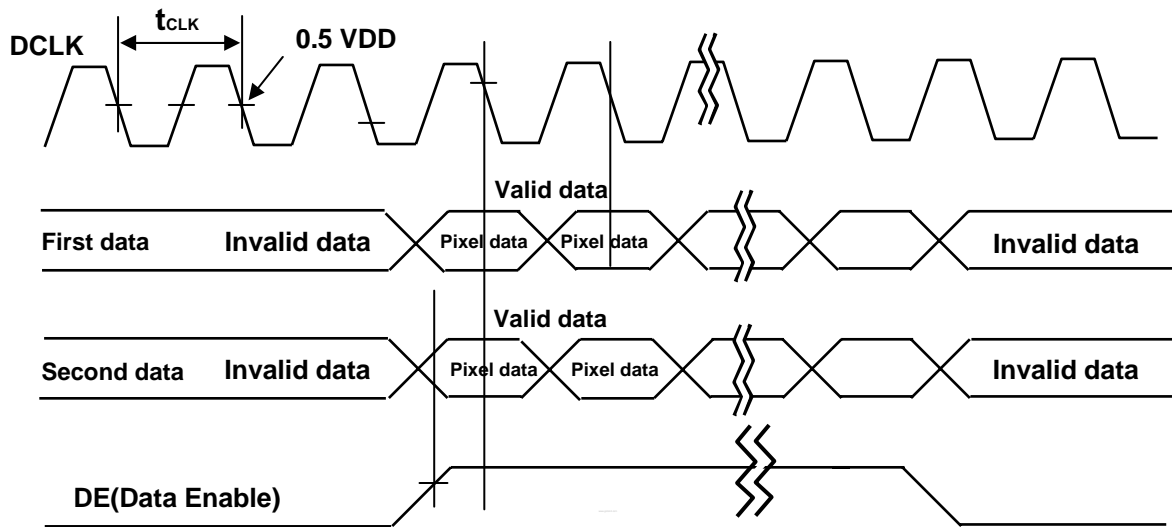 tCLK
DCLK
0.5 VDD
Valid data
First data Invalid data Pixel data Pixel data Invalid data
Valid data
Second data Invalid data Pixel data Pixel data Invalid data
DE(Data Enable)